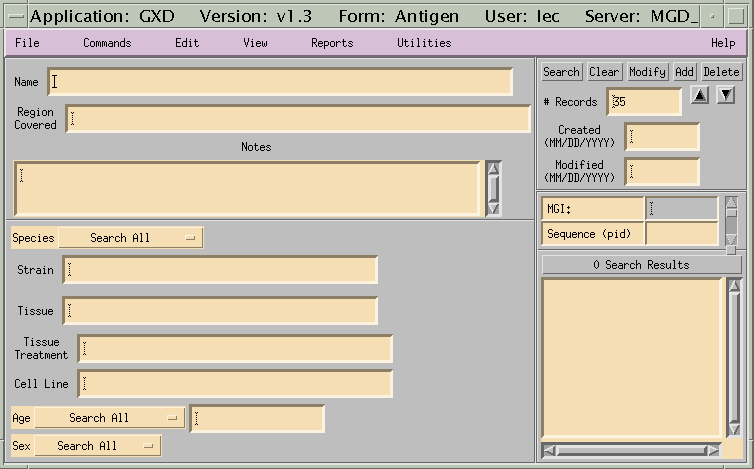 Application: GXD Version: v1.3 Form: Antigen User: lec Server: MGD_
File Commands Edit View Reports Utilities Help
Name
Region
Covered
Notes
Species Search All
Strain
Tissue
Tissue
Treatment
Cell Line
Age Search All
Sex Search All
Search Clear Modify Add Delete
# Records 35
Created
(MM/DD/YYYY)
Modified
(MM/DD/YYYY)
MGI:
Sequence (pid)
0 Search Results